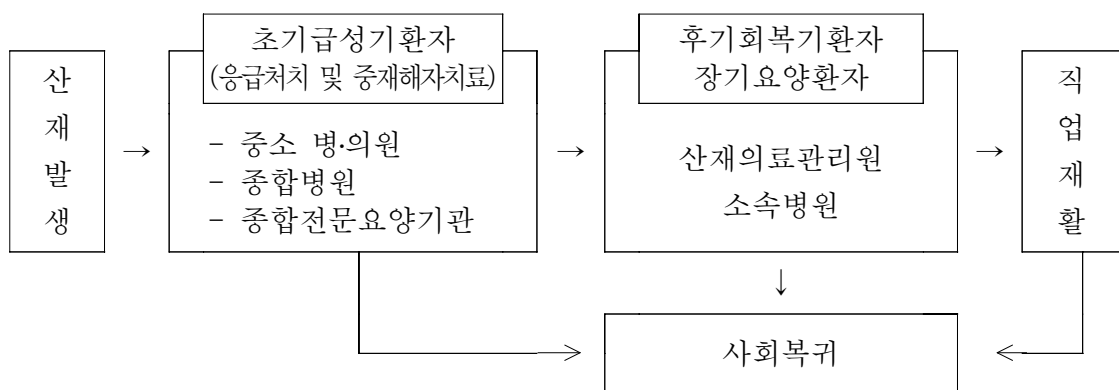 산
재
발
생
→
초기급성기환자
(응급처치 및 중재해자치료)
- 중소 병·의원
- 종합병원
- 종합전문요양기관
→
후기회복기환자
장기요양환자
산재의료관리원
소속병원
→
직
업
재
활
↓
사회복귀